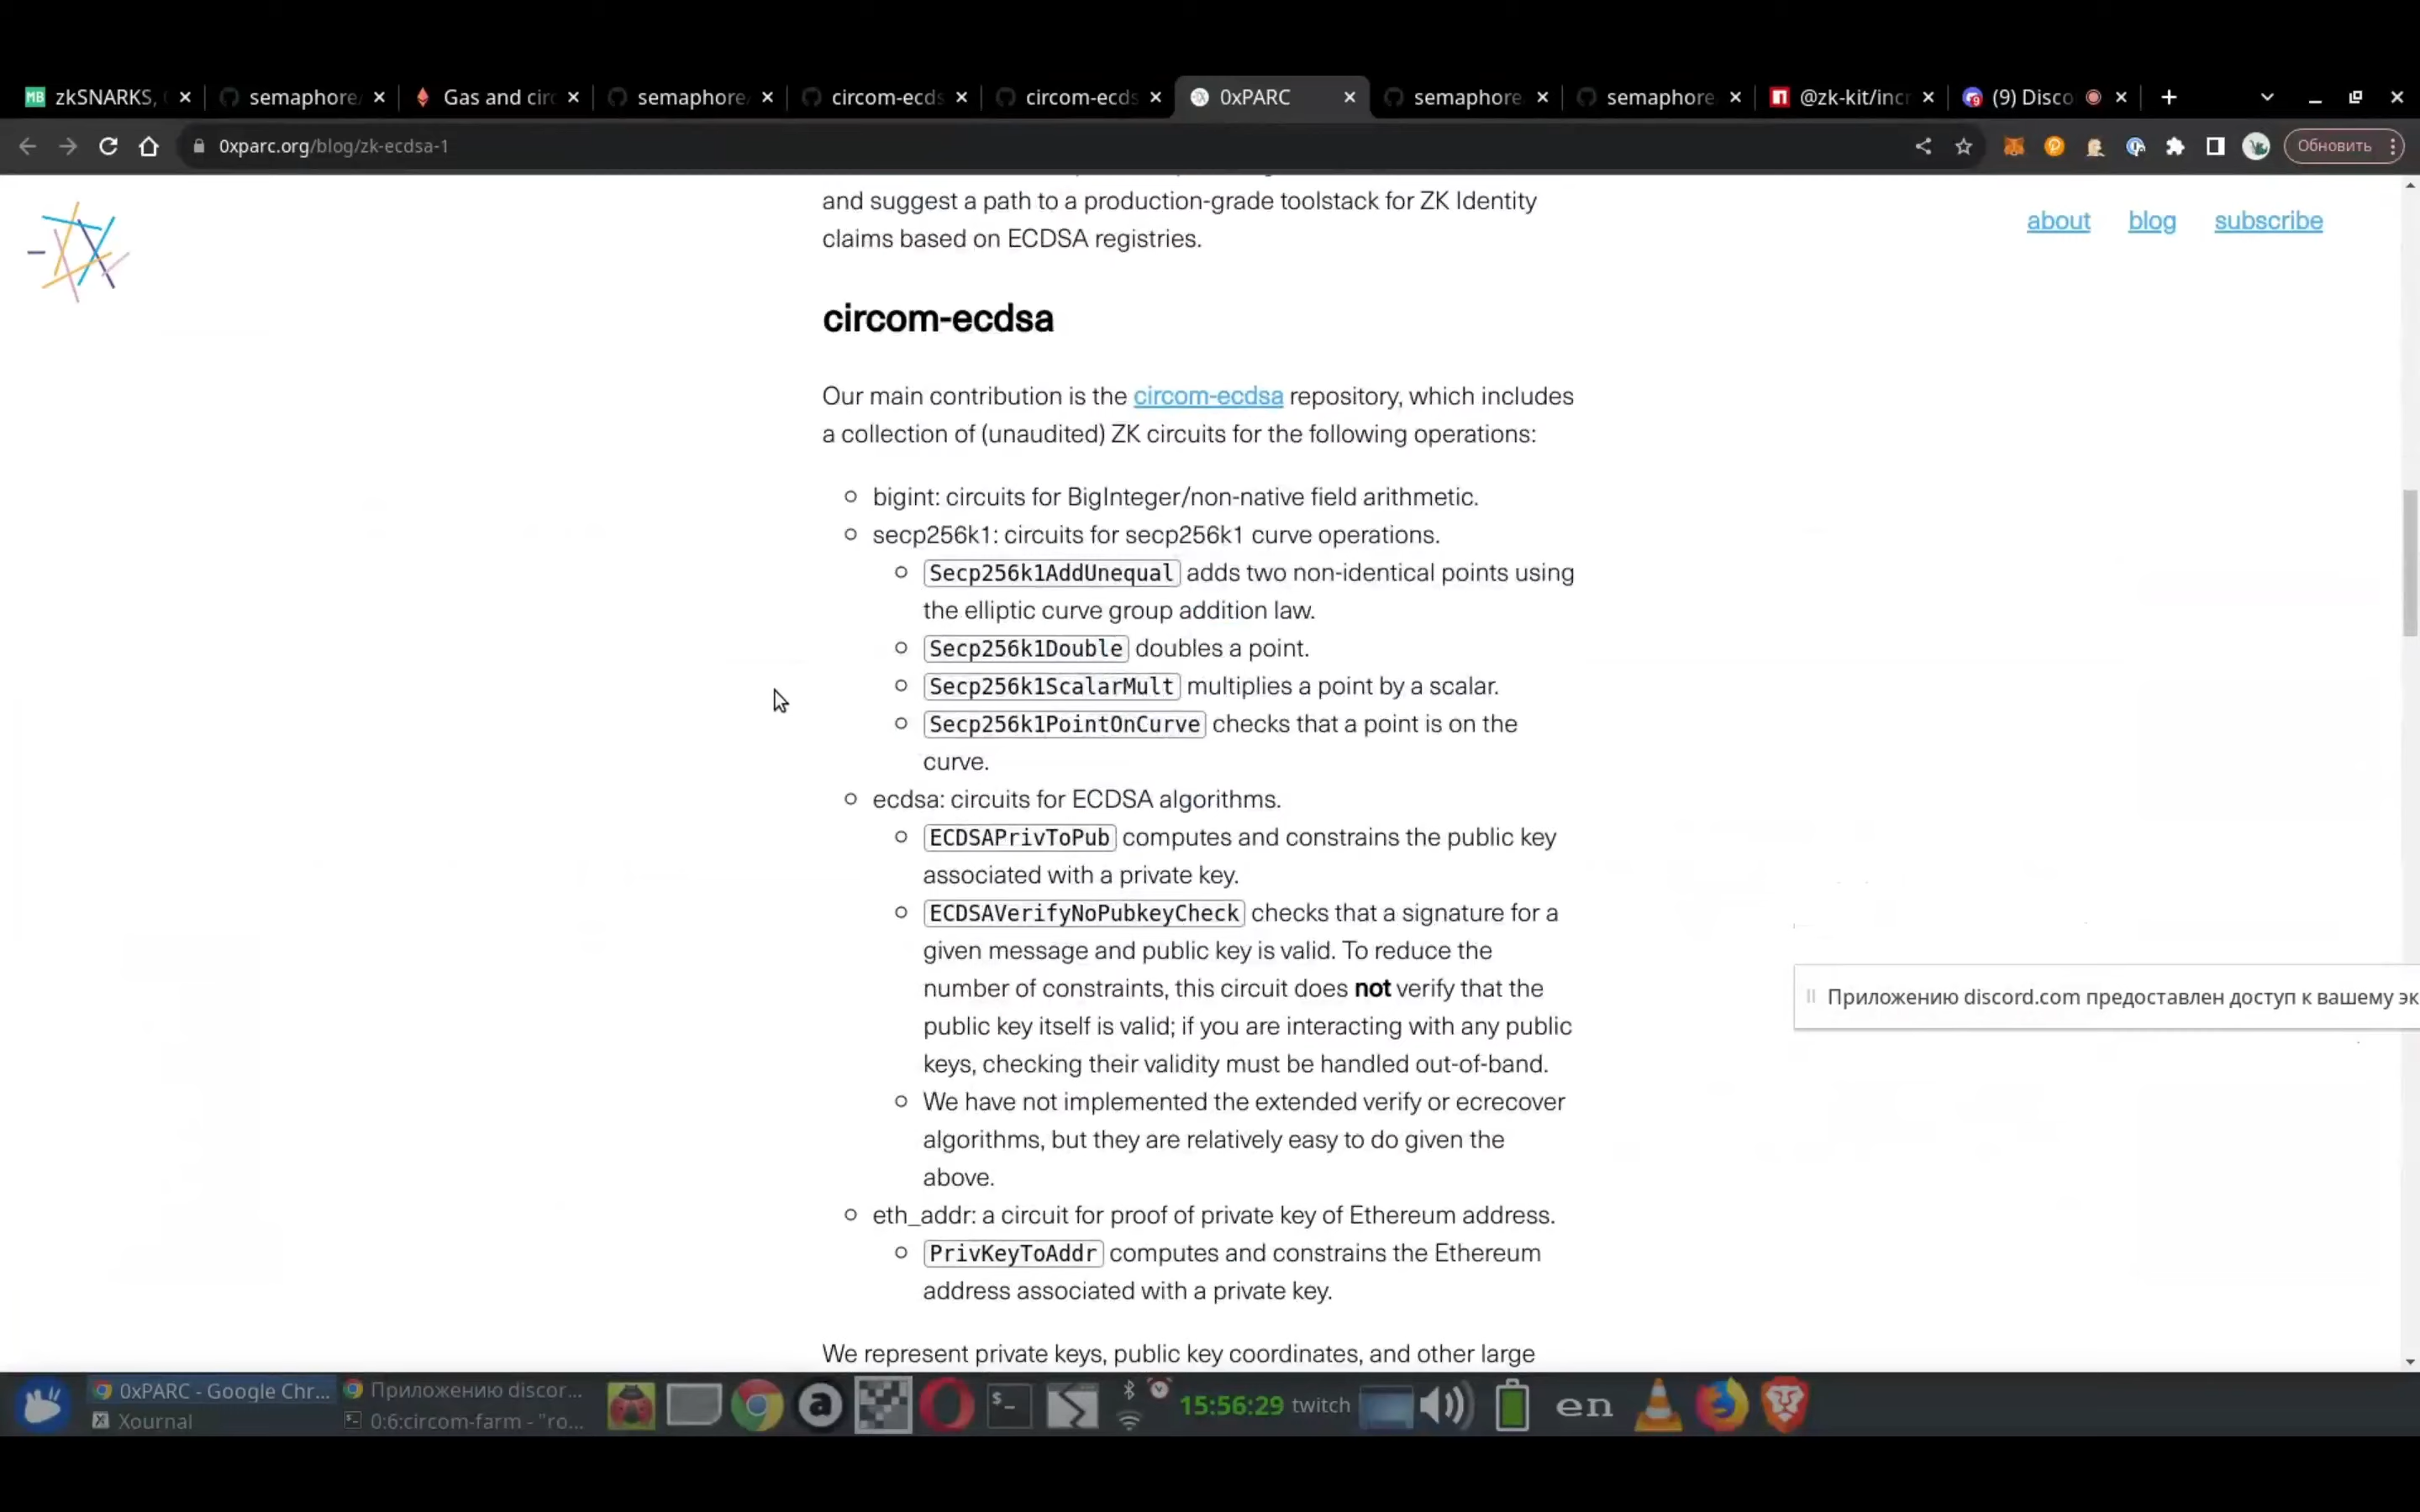 zkSNARKS,
semaphore/
Gas and circ
semaphore/
circom-ecds
circom-ecds
0xPARC
semaphore
semaphore
@zk-kit/incr
(9) Disco
0xparc.org/blog/zk-ecdsa-1
Обновить
about blog subscribe
and suggest a path to a production-grade toolstack for ZK Identity
claims based on ECDSA registries.
circom-ecdsa
Our main contribution is the circom-ecdsa repository, which includes
a collection of (unaudited) ZK circuits for the following operations:
bigint: circuits for BigInteger/non-native field arithmetic.
secp256k1: circuits for secp256k1 curve operations.
Secp256k1AddUnequal adds two non-identical points using
the elliptic curve group addition law.
Secp256k1Double doubles a point.
Secp256k1ScalarMult multiplies a point by a scalar.
Secp256k1PointOnCurve checks that a point is on the
curve.
ecdsa: circuits for ECDSA algorithms.
ECDSAPrivToPub computes and constrains the public key
associated with a private key.
ECDSAVerifyNoPubkeyCheck checks that a signature for a
given message and public key is valid. To reduce the
number of constraints, this circuit does not verify that the
public key itself is valid; if you are interacting with any public
keys, checking their validity must be handled out-of-band.
We have not implemented the extended verify or ecrecover
algorithms, but they are relatively easy to do given the
above.
eth_addr: a circuit for proof of private key of Ethereum address.
PrivKeyToAddr computes and constrains the Ethereum
address associated with a private key.
We represent private keys, public key coordinates, and other large
Приложению discord.com предоставлен доступ к вашему эк
0xPARC - Google Chr...
Приложению discor...
Xournal
0:6:circom-farm - "ro...
15:56:29 twitch
en